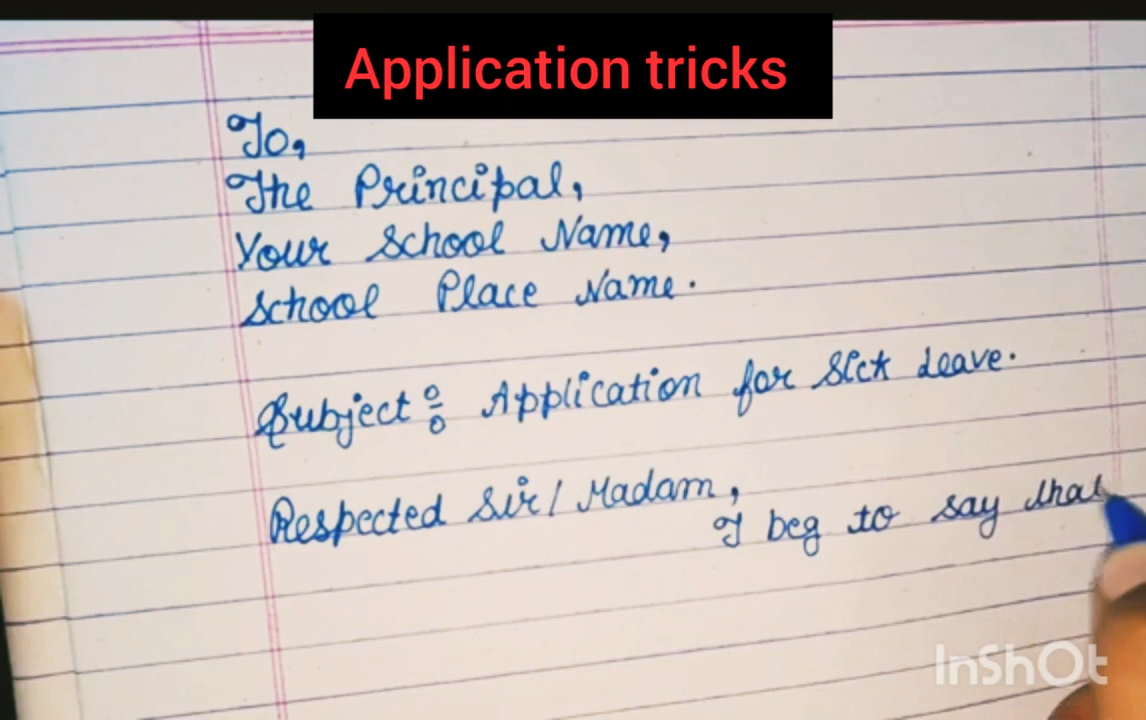 Application tricks
To,
The Principal,
Your School Name,
School Place Name.
Subject : Application for Sick Leave.
Respected Sir/Madam,
I beg to say that
InShOt